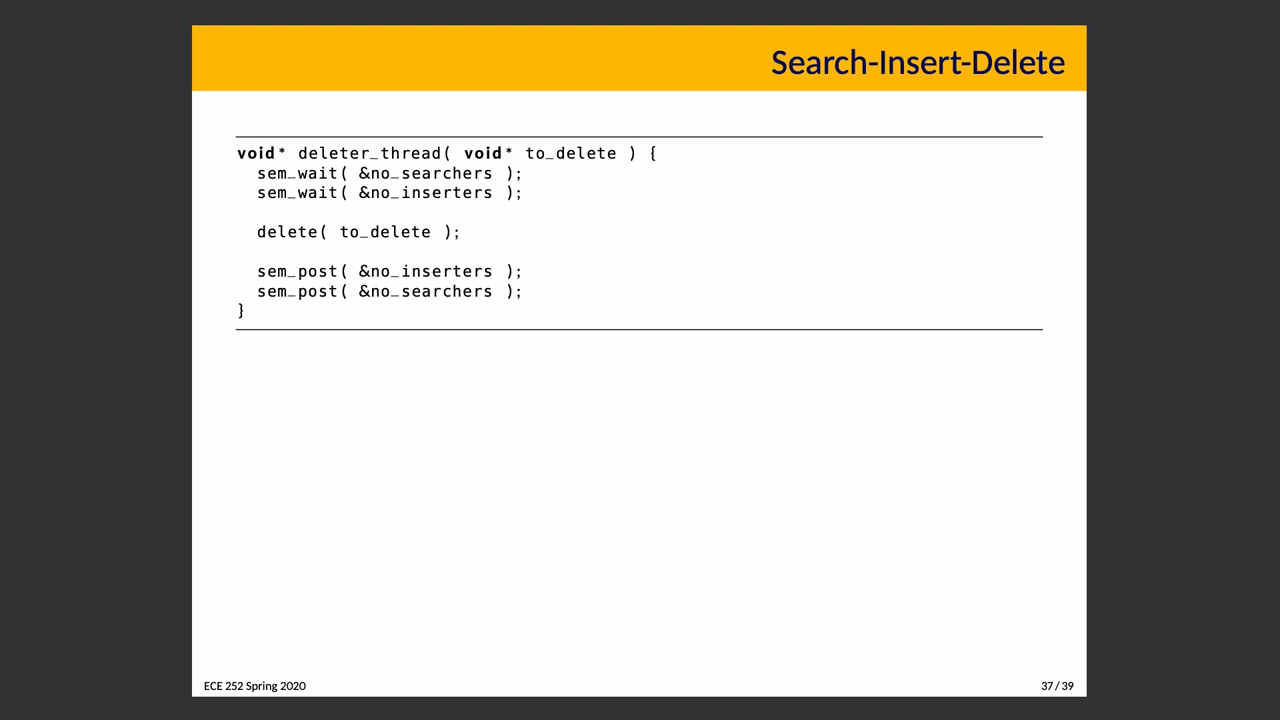 Search-Insert-Delete
void* deleter_thread( void* to_delete ) {
  sem_wait( &no_searchers );
  sem_wait( &no_inserters );

  delete( to_delete );

  sem_post( &no_inserters );
  sem_post( &no_searchers );
}
ECE 252 Spring 2020
37 / 39